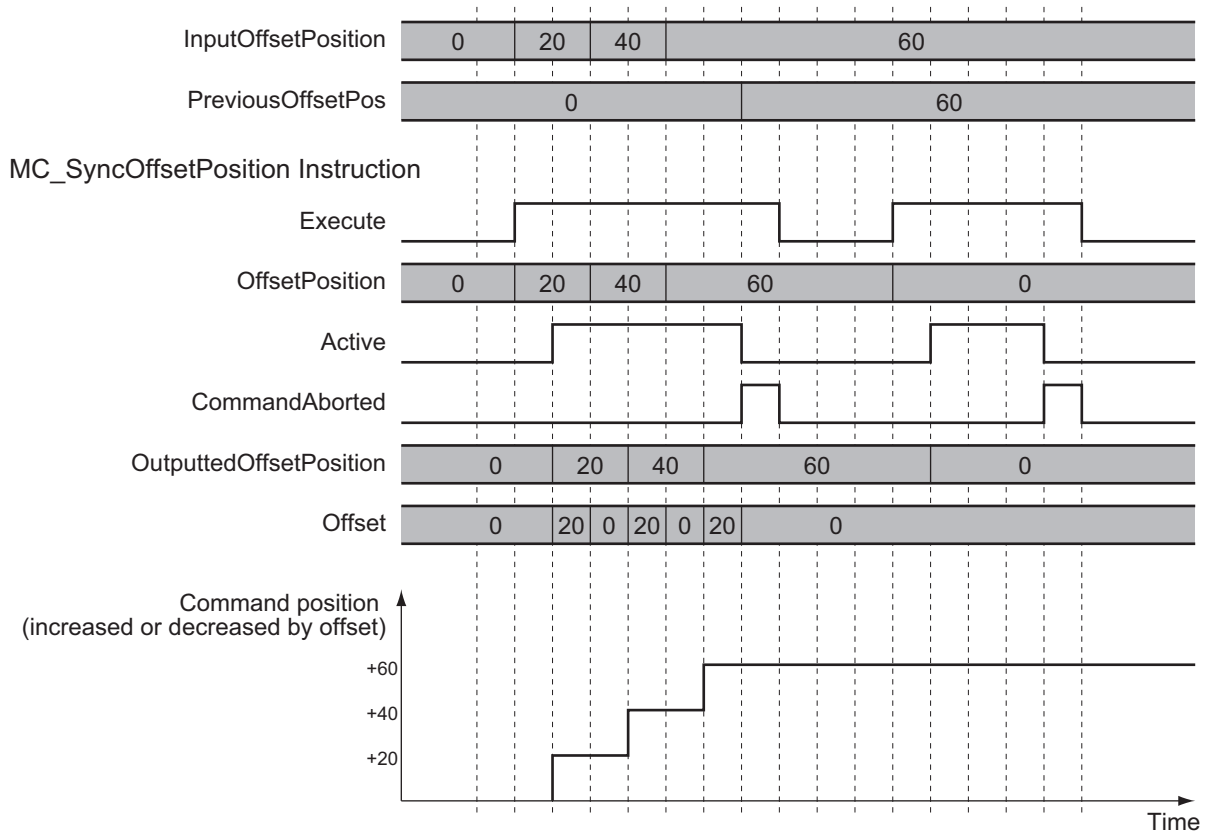 InputOffsetPosition 0 20 40 60
PreviousOffsetPos 0 60
MC_SyncOffsetPosition Instruction
Execute
OffsetPosition 0 20 40 60 0
Active
CommandAborted
OutputtedOffsetPosition 0 20 40 60 0
Offset 0 20 0 20 0 20 0
Command position
(increased or decreased by offset)
+60
+40
+20
Time